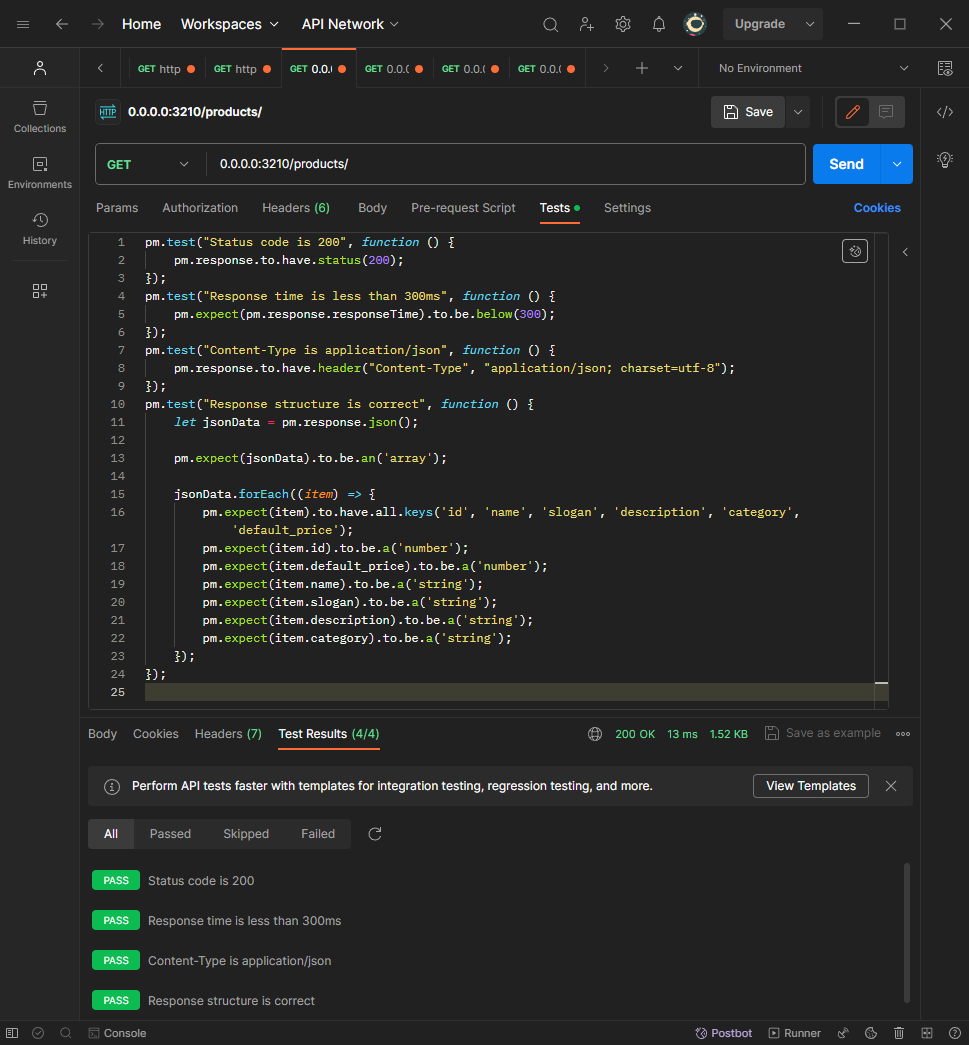 Home Workspaces API Network Upgrade
GET http GET http GET 0.0.( GET 0.0.( GET 0.0.( GET 0.0.( No Environment
HTTP 0.0.0.0:3210/products/ Save
Collections
Environments
History
GET 0.0.0.0:3210/products/ Send
Params Authorization Headers (6) Body Pre-request Script Tests Settings Cookies
1 pm.test("Status code is 200", function () {
2 pm.response.to.have.status(200);
3 });
4 pm.test("Response time is less than 300ms", function () {
5 pm.expect(pm.response.responseTime).to.be.below(300);
6 });
7 pm.test("Content-Type is application/json", function () {
8 pm.response.to.have.header("Content-Type", "application/json; charset=utf-8");
9 });
10 pm.test("Response structure is correct", function () {
11 let jsonData = pm.response.json();
12
13 pm.expect(jsonData).to.be.an('array');
14
15 jsonData.forEach((item) => {
16 pm.expect(item).to.have.all.keys('id', 'name', 'slogan', 'description', 'category',
'default_price');
17 pm.expect(item.id).to.be.a('number');
18 pm.expect(item.default_price).to.be.a('number');
19 pm.expect(item.name).to.be.a('string');
20 pm.expect(item.slogan).to.be.a('string');
21 pm.expect(item.description).to.be.a('string');
22 pm.expect(item.category).to.be.a('string');
23 });
24 });
25
Body Cookies Headers (7) Test Results (4/4) 200 OK 13 ms 1.52 KB Save as example
Perform API tests faster with templates for integration testing, regression testing, and more. View Templates
All Passed Skipped Failed
PASS Status code is 200
PASS Response time is less than 300ms
PASS Content-Type is application/json
PASS Response structure is correct
Console Postbot Runner